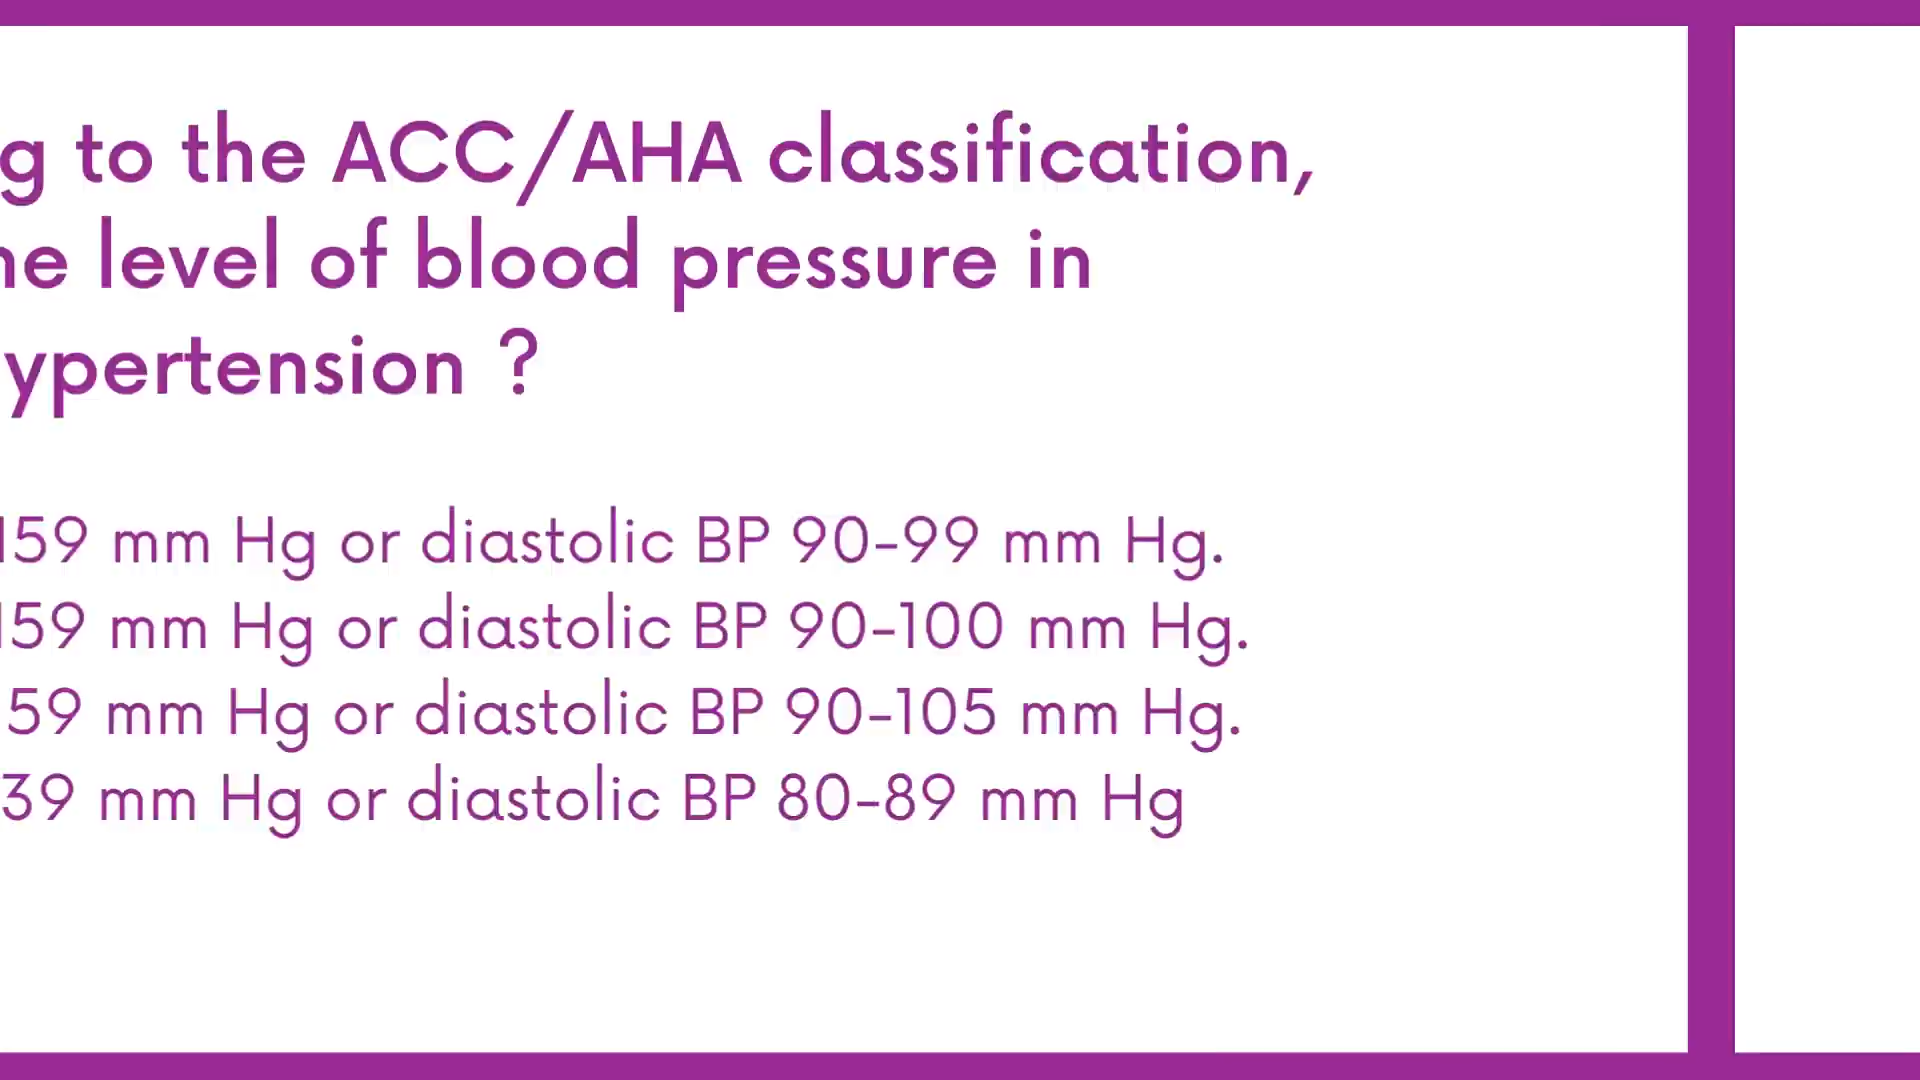 g to the ACC/AHA classification,
he level of blood pressure in
ypertension ?
159 mm Hg or diastolic BP 90-99 mm Hg.
159 mm Hg or diastolic BP 90-100 mm Hg.
59 mm Hg or diastolic BP 90-105 mm Hg.
39 mm Hg or diastolic BP 80-89 mm Hg